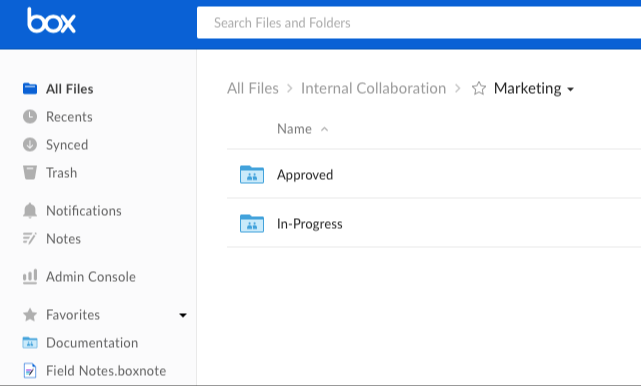 box
Search Files and Folders
All Files
Recents
Synced
Trash
Notifications
Notes
Admin Console
Favorites
Documentation
Field Notes.boxnote
All Files > Internal Collaboration > Marketing
Name
Approved
In-Progress